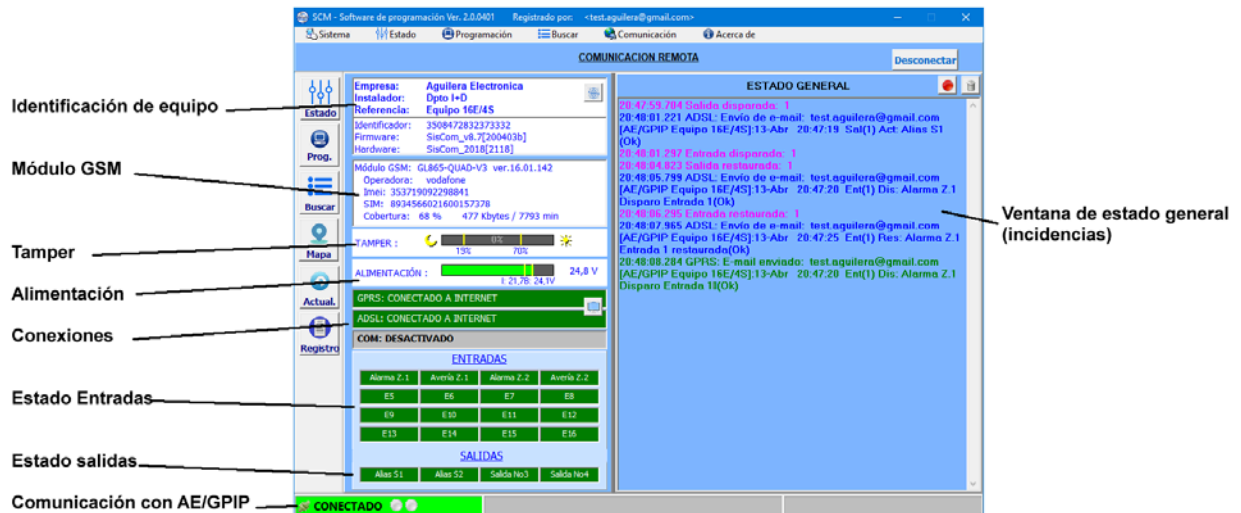 SCM - Software de programación Ver. 2.0.0401 Registrado por: <test.aguilera@gmail.com>
Sistema Estado Programación Buscar Comunicación Acerca de
COMUNICACION REMOTA
Desconectar
Identificación de equipo
Módulo GSM
Tamper
Alimentación
Conexiones
Estado Entradas
Estado salidas
Comunicación con AE/GPIP
Estado
Prog.
Buscar
Mapa
Actual.
Registro
Empresa: Aguilera Electronica
Instalador: Dpto I+D
Referencia: Equipo 16E/4S
Identificador: 3508472832373332
Firmware: SisCom_v8.7[200403b]
Hardware: SisCom_2018[2118]
Módulo GSM: GL865-QUAD-V3 ver.16.01.142
Operadora: vodafone
Imei: 353719092298841
SIM: 8934566021600157378
Cobertura: 68 % 477 Kbytes / 7793 min
TAMPER : 0%
15% 70%
ALIMENTACIÓN : 24,8 V
I: 21,7B: 24,1V
GPRS: CONECTADO A INTERNET
ADSL: CONECTADO A INTERNET
COM: DESACTIVADO
ENTRADAS
Alarma Z.1 Avería Z.1 Alarma Z.2 Avería Z.2
E5 E6 E7 E8
E9 E10 E11 E12
E13 E14 E15 E16
SALIDAS
Alias S1 Alias S2 Salida No3 Salida No4
CONECTADO
ESTADO GENERAL
20:47:59.704 Salida disparada: 1
20:48:01.221 ADSL: Envío de e-mail: test.aguilera@gmail.com
[AE/GPIP Equipo 16E/4S]:13-Abr 20:47:19 Sal(1) Act: Alias S1
(Ok)
20:48:01.297 Entrada disparada: 1
20:48:04.823 Salida restaurada: 1
20:48:05.799 ADSL: Envío de e-mail: test.aguilera@gmail.com
[AE/GPIP Equipo 16E/4S]:13-Abr 20:47:20 Ent(1) Dis: Alarma Z.1
Disparo Entrada 1(Ok)
20:48:06.295 Entrada restaurada: 1
20:48:07.965 ADSL: Envío de e-mail: test.aguilera@gmail.com
[AE/GPIP Equipo 16E/4S]:13-Abr 20:47:25 Ent(1) Res: Alarma Z.1
Entrada 1 restaurada(Ok)
20:48:08.284 GPRS: E-mail enviado: test.aguilera@gmail.com
[AE/GPIP Equipo 16E/4S]:13-Abr 20:47:20 Ent(1) Dis: Alarma Z.1
Disparo Entrada 1(Ok)
Ventana de estado general
(incidencias)